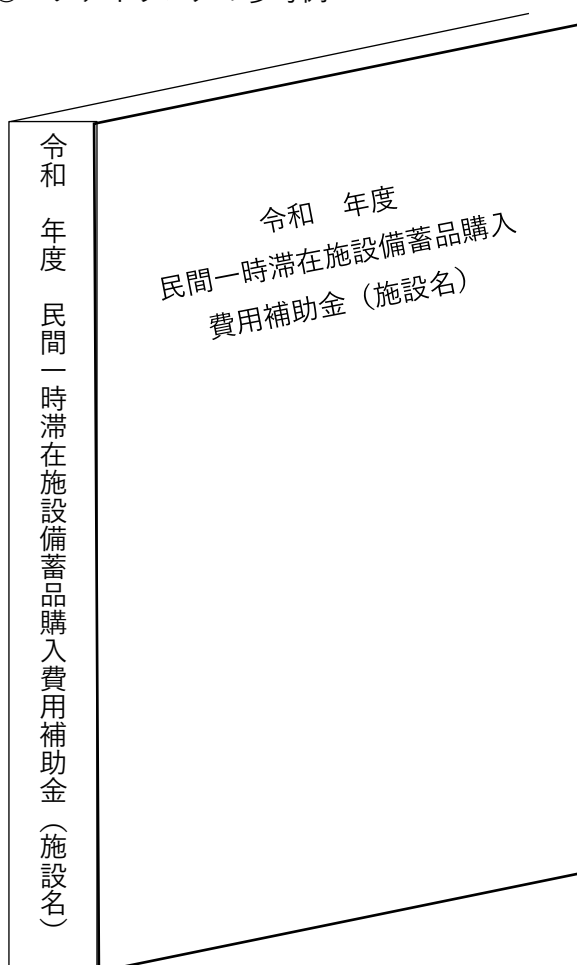 令和　年度
民間一時滞在施設備蓄品購入
費用補助金（施設名）
令和　年度　民間一時滞在施設備蓄品購入費用補助金（施設名）